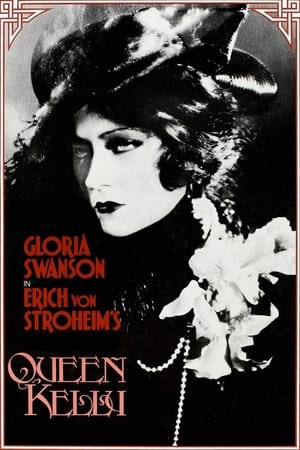 GLORIA
SWANSON
IN
ERICH VON
STROHEIM'S
QUEEN
KELLY